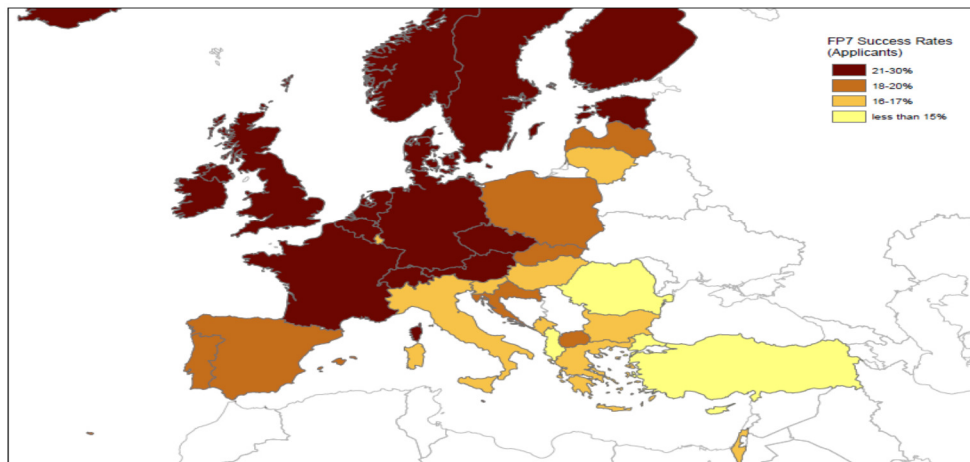 FP7 Success Rates
(Applicants)
21-30%
18-20%
16-17%
less than 15%